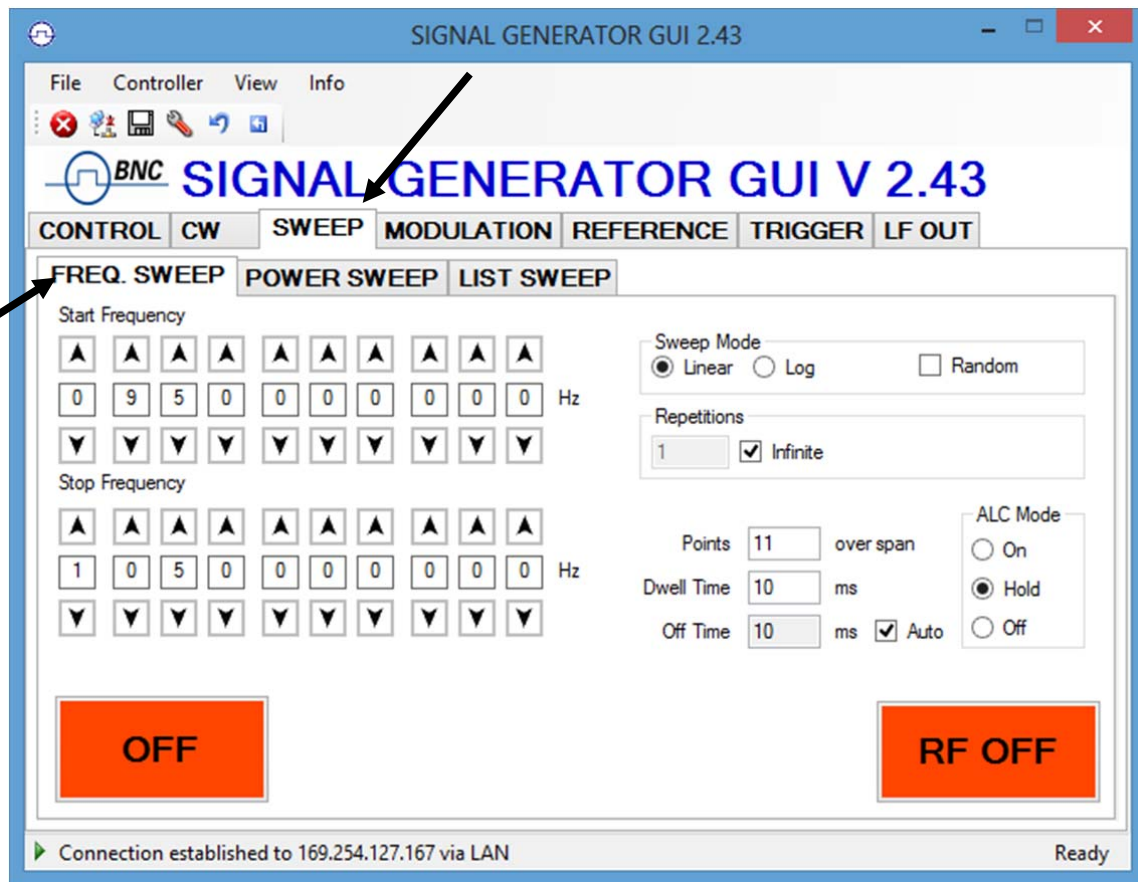 SIGNAL GENERATOR GUI 2.43
File Controller View Info
BNC SIGNAL GENERATOR GUI V 2.43
CONTROL CW SWEEP MODULATION REFERENCE TRIGGER LF OUT
FREQ. SWEEP POWER SWEEP LIST SWEEP
Start Frequency
0 9 5 0 0 0 0 0 0 0 Hz
Stop Frequency
1 0 5 0 0 0 0 0 0 0 Hz
Sweep Mode
Linear Log Random
Repetitions
1 Infinite
Points 11 over span
Dwell Time 10 ms
Off Time 10 ms Auto
ALC Mode
On
Hold
Off
OFF
RF OFF
Connection established to 169.254.127.167 via LAN Ready